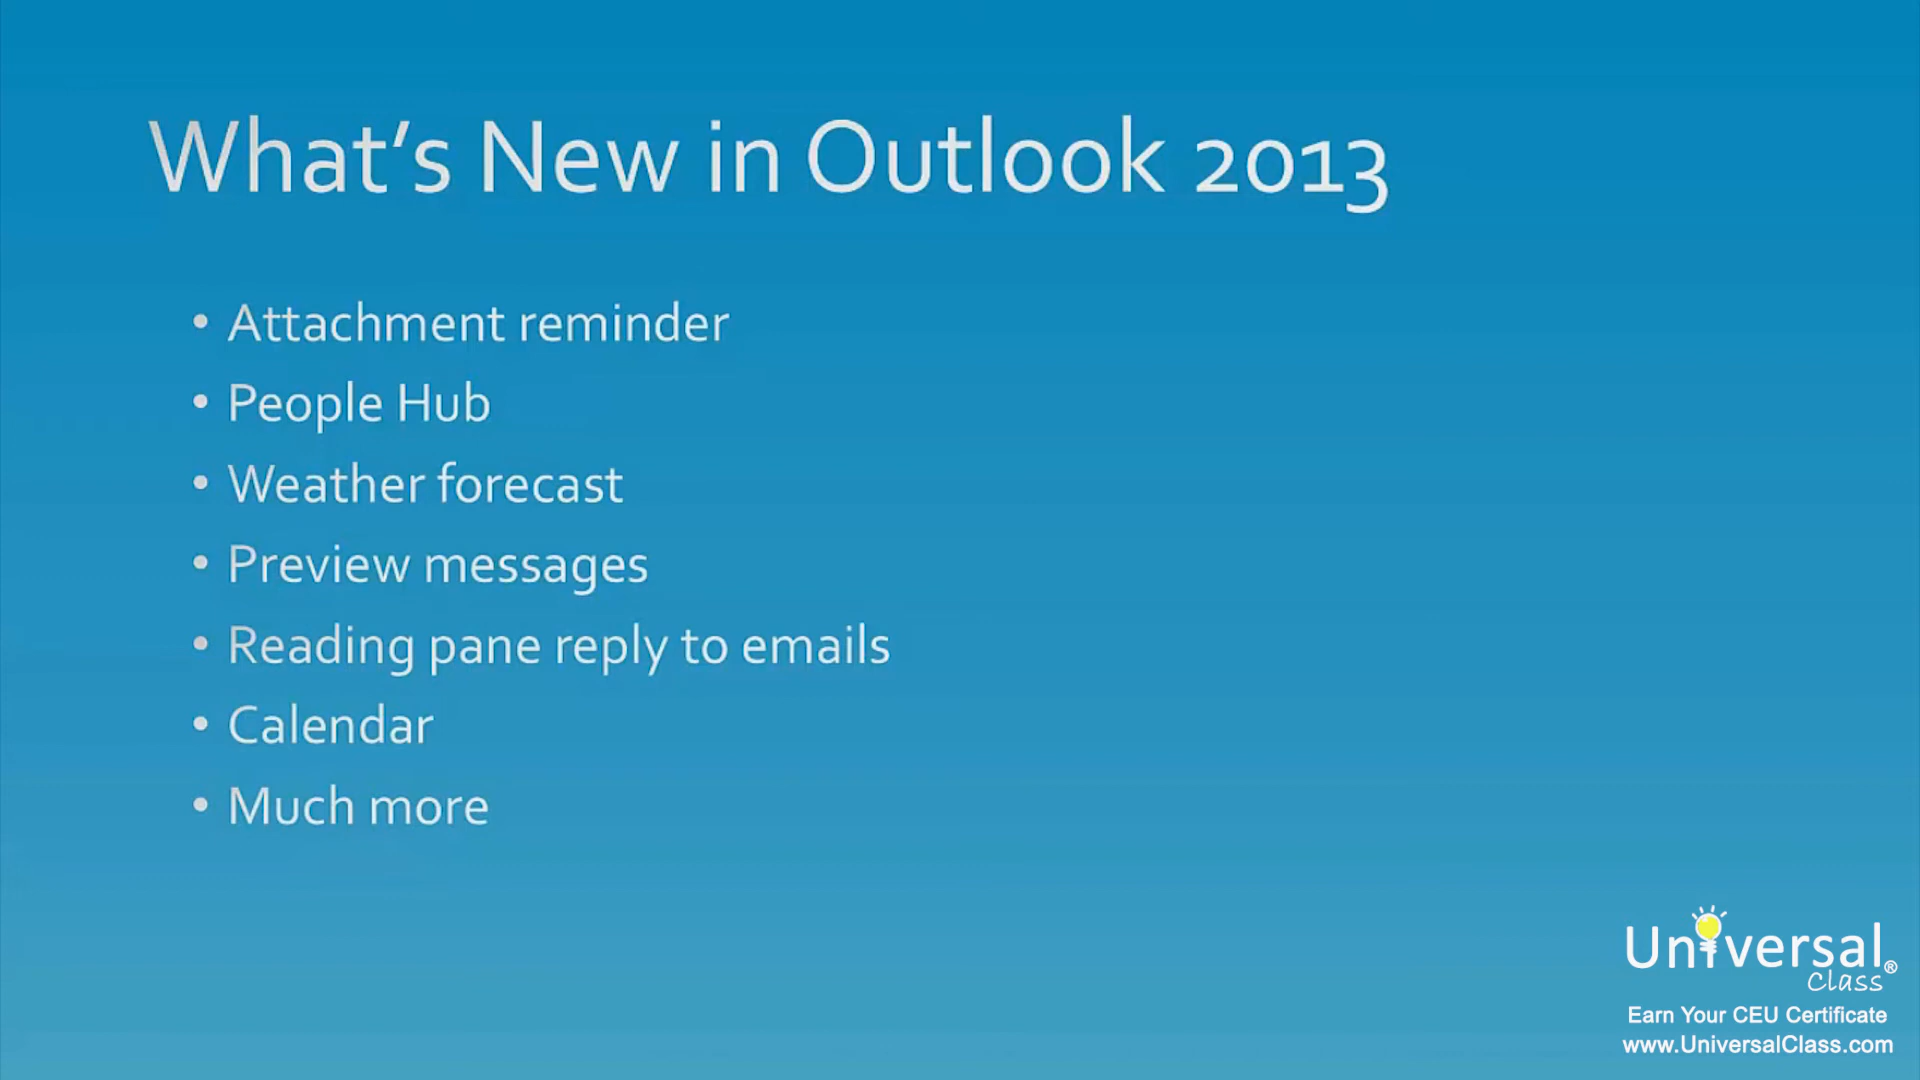 What's New in Outlook 2013
• Attachment reminder
• People Hub
• Weather forecast
• Preview messages
• Reading pane reply to emails
• Calendar
• Much more
Universal®
Class
Earn Your CEU Certificate
www.UniversalClass.com